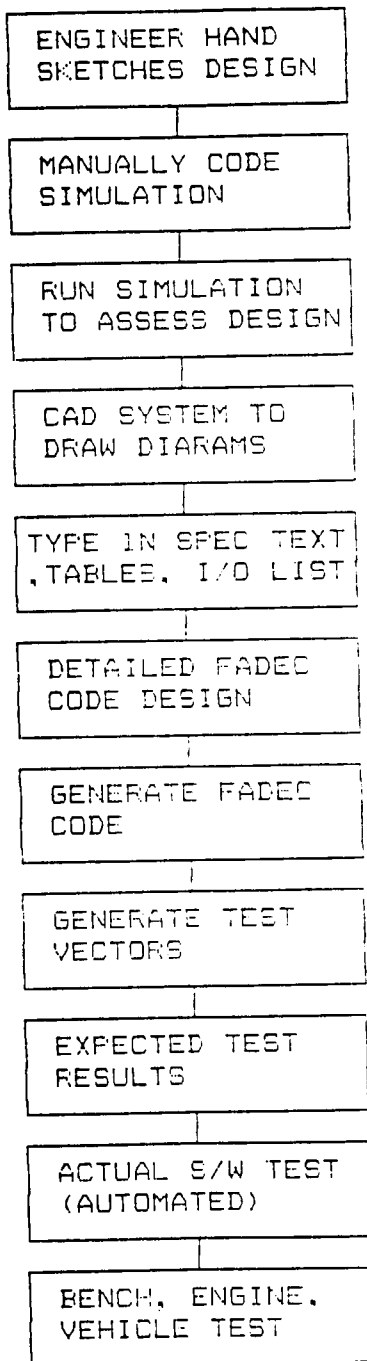 ENGINEER HAND
SKETCHES DESIGN
MANUALLY CODE
SIMULATION
RUN SIMULATION
TO ASSESS DESIGN
CAD SYSTEM TO
DRAW DIARAMS
TYPE IN SPEC TEXT
,TABLES, I/O LIST
DETAILED FADEC
CODE DESIGN
GENERATE FADEC
CODE
GENERATE TEST
VECTORS
EXPECTED TEST
RESULTS
ACTUAL S/W TEST
(AUTOMATED)
BENCH, ENGINE,
VEHICLE TEST